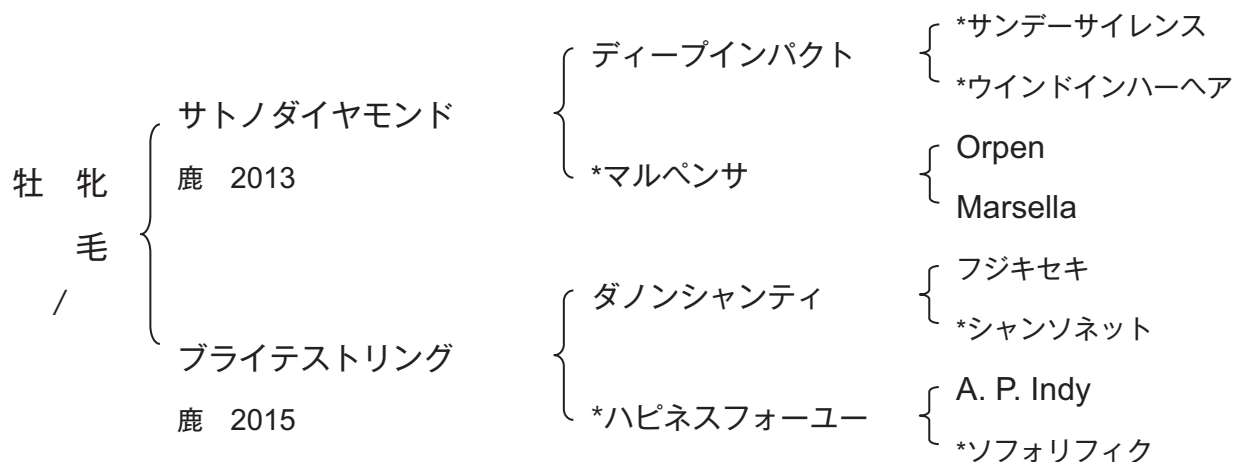 牡 牝
毛
/
サトノダイヤモンド
鹿 2013
ブライテストリング
鹿 2015
ディープインパクト
*マルペンサ
ダノンシャンティ
*ハピネスフォーユー
*サンデーサイレンス
*ウインドインハーヘア
Orpen
Marsella
フジキセキ
*シャンソネット
A. P. Indy
*ソフォリフィク